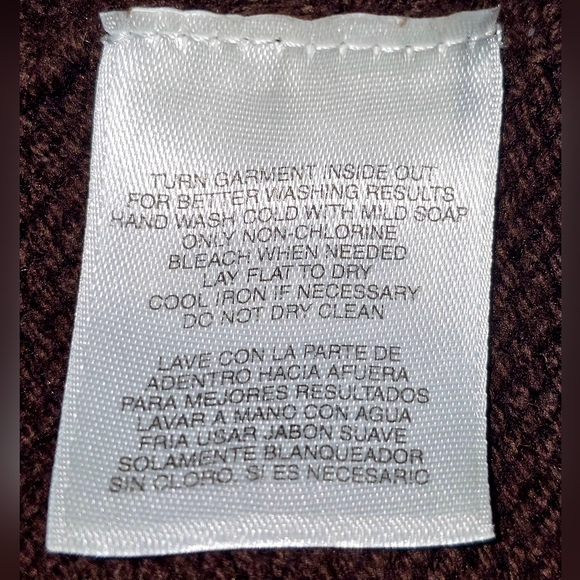 TURN GARMENT INSIDE OUT
FOR BETTER WASHING RESULTS
HAND WASH COLD WITH MILD SOAP
ONLY NON-CHLORINE
BLEACH WHEN NEEDED
LAY FLAT TO DRY
COOL IRON IF NECESSARY
DO NOT DRY CLEAN
LAVE CON LA PARTE DE
ADENTRO HACIA AFUERA
PARA MEJORES RESULTADOS
LAVAR A MANO CON AGUA
FRIA USAR JABON SUAVE
SOLAMENTE BLANQUEADOR
SIN CLORO. SI ES NECESARIC